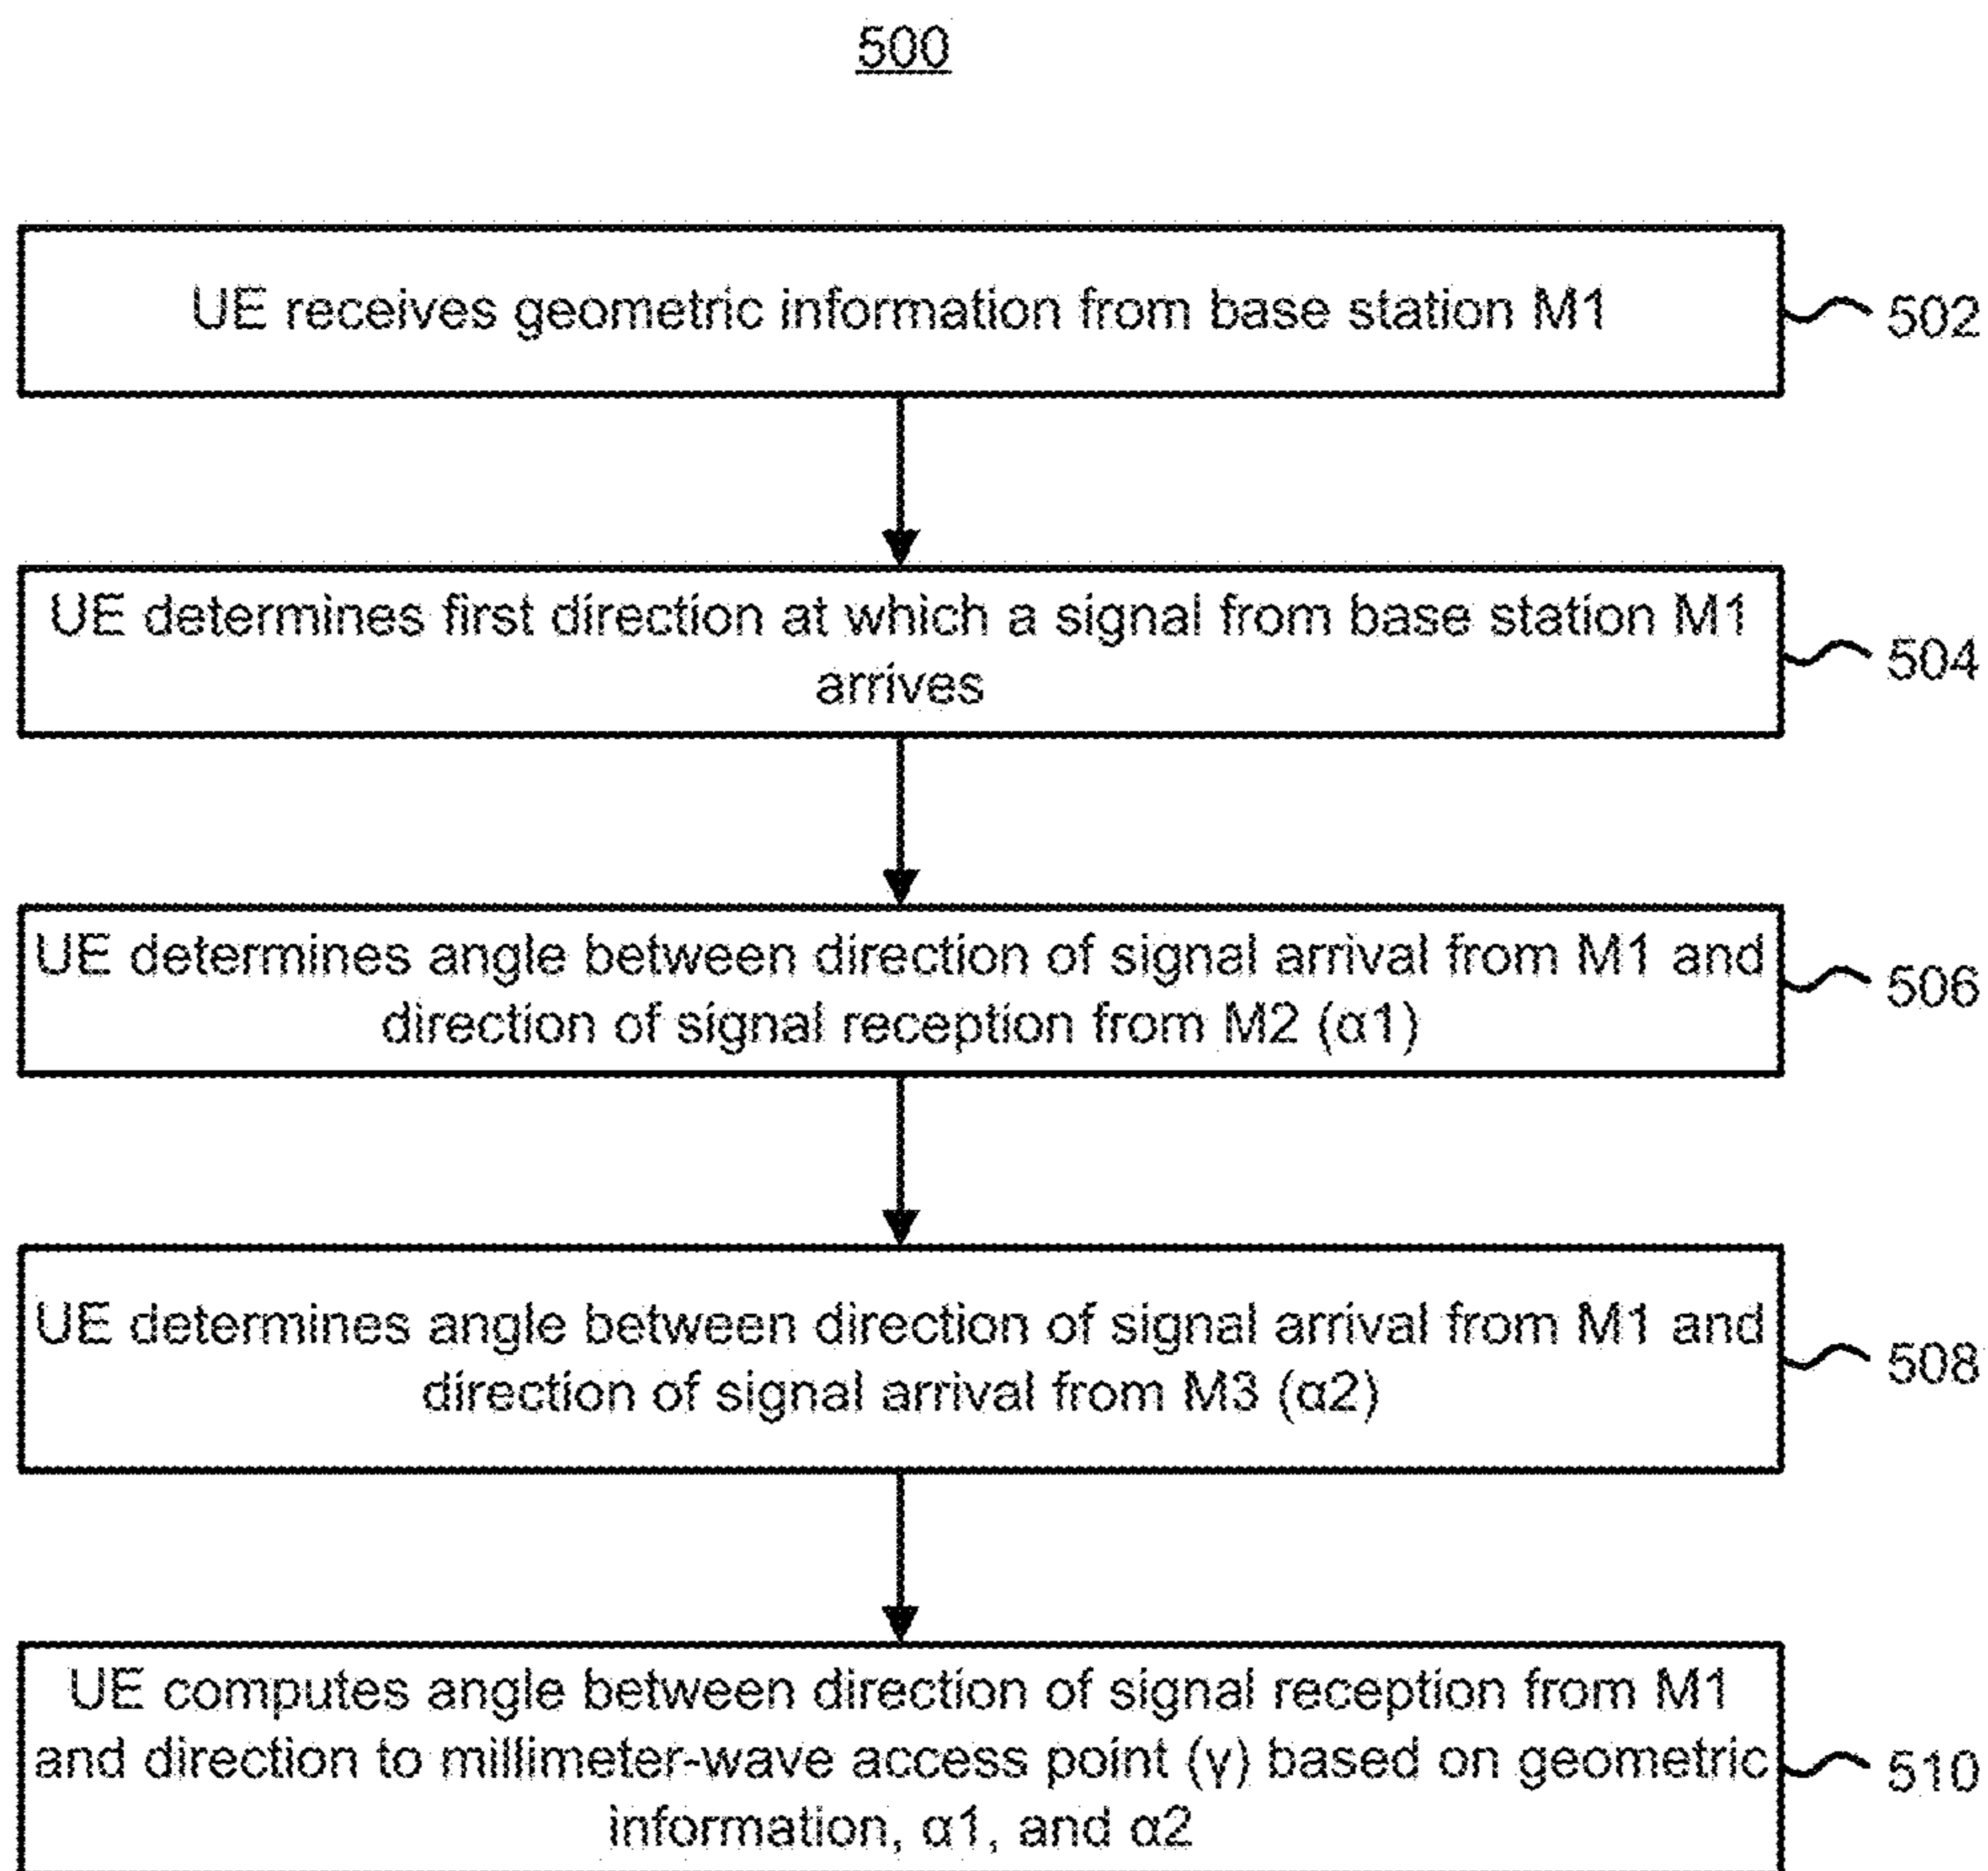 500
UE receives geometric information from base station M1
502
UE determines first direction at which a signal from base station M1
arrives
504
UE determines angle between direction of signal arrival from M1 and
direction of signal reception from M2 (α1)
506
UE determines angle between direction of signal arrival from M1 and
direction of signal arrival from M3 (α2)
508
UE computes angle between direction of signal reception from M1
and direction to millimeter-wave access point (γ) based on geometric
information, α1, and α2
510